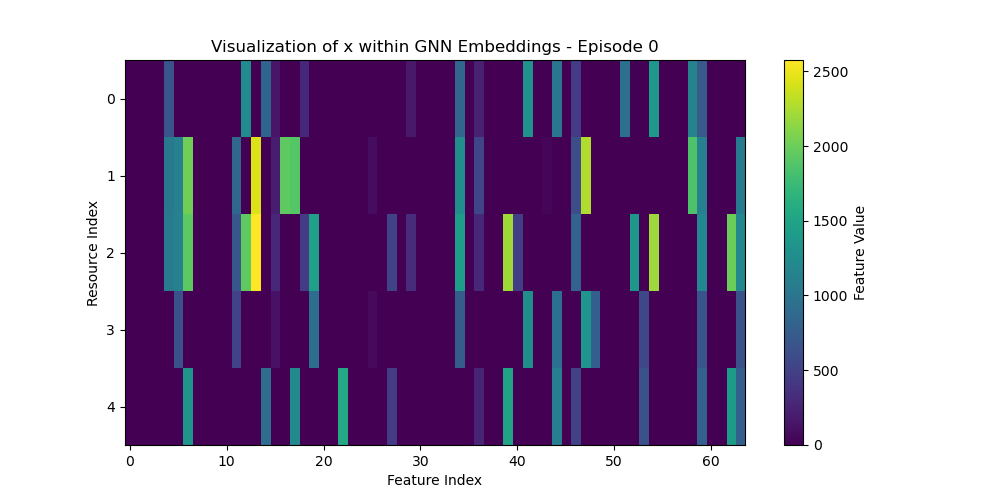 Visualization of x within GNN Embeddings - Episode 0
Resource Index
0
1
2
3
4
0 10 20 30 40 50 60
Feature Index
2500
2000
1500
1000
500
0
Feature Value